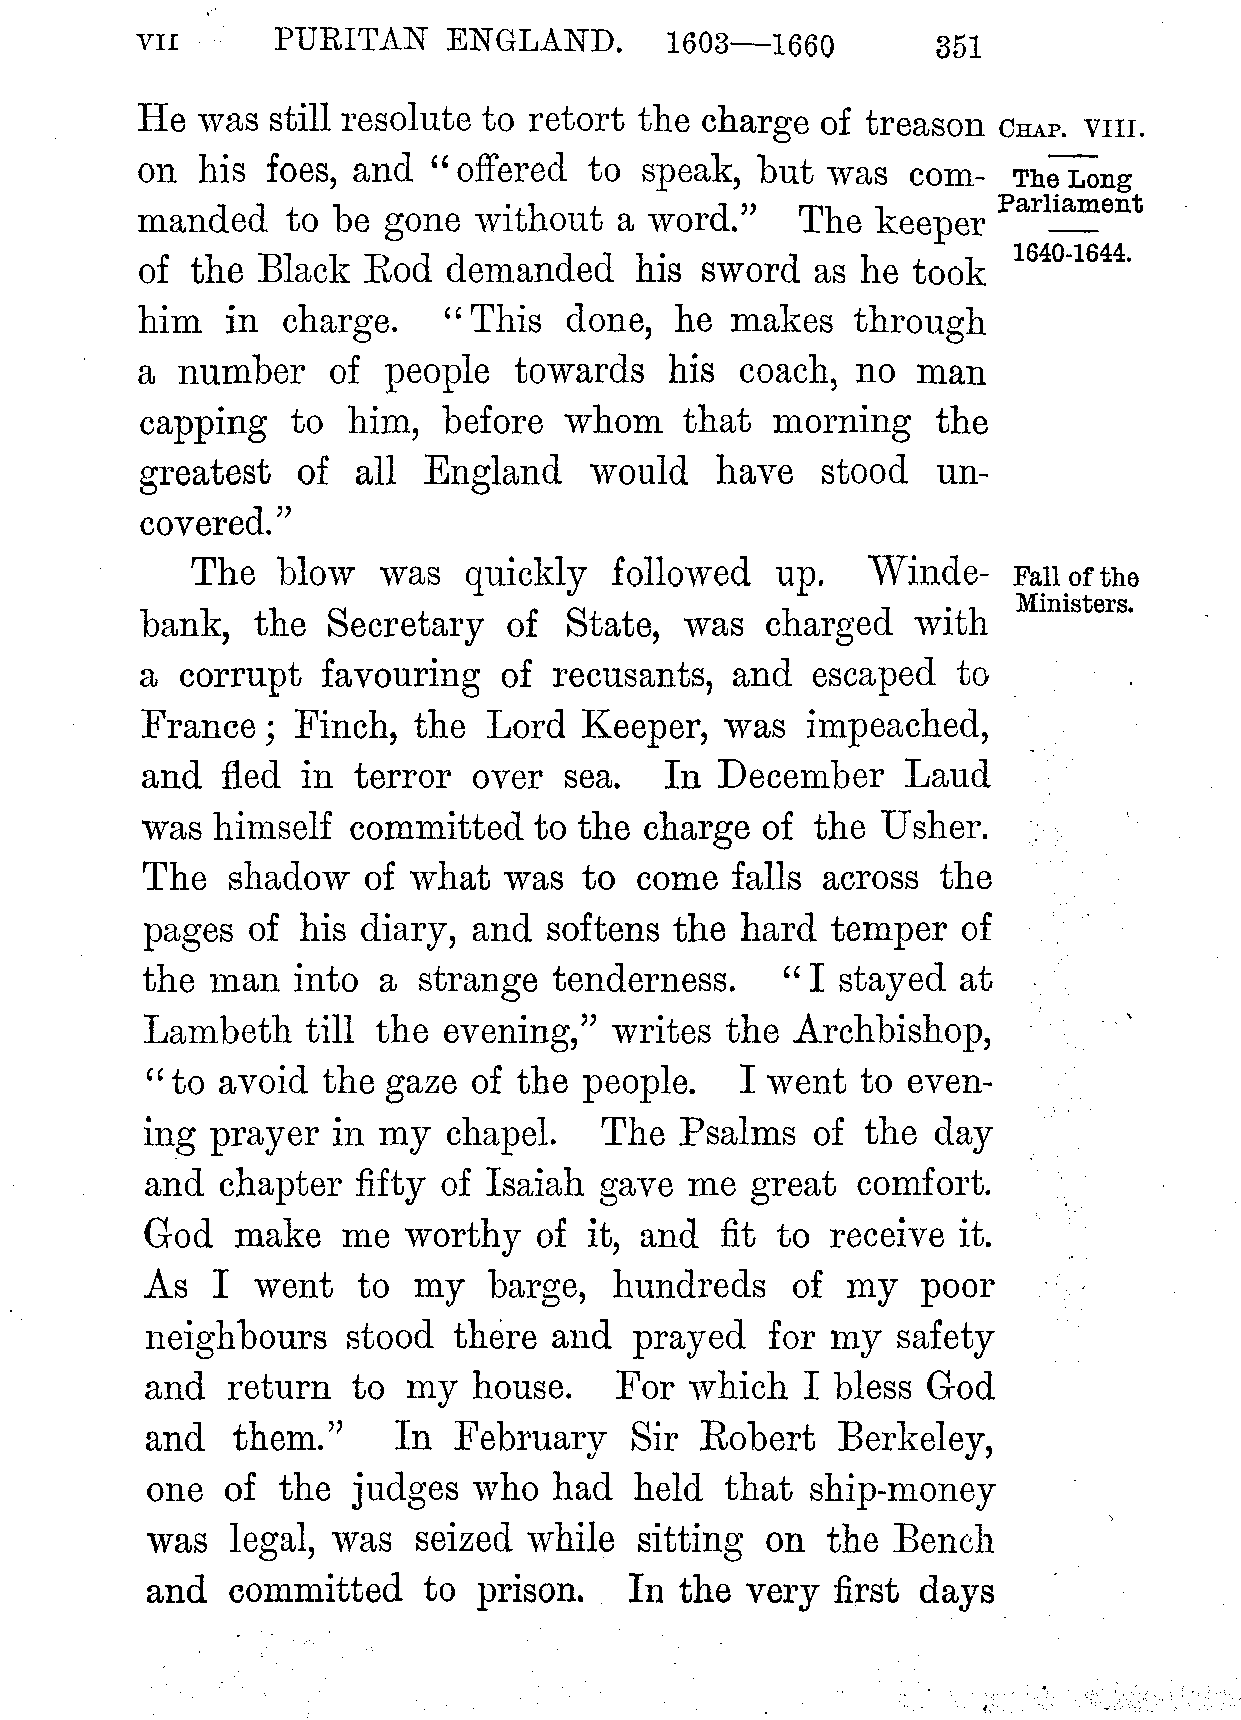 VII PURITAN ENGLAND. 1603—1660 351
He was still resolute to retort the charge of treason
on his foes, and “offered to speak, but was com-
manded to be gone without a word.” The keeper
of the Black Rod demanded his sword as he took
him in charge. “This done, he makes through
a number of people towards his coach, no man
capping to him, before whom that morning the
greatest of all England would have stood un-
covered.”
CHAP. VIII.
The Long
Parliament
1640-1644.
The blow was quickly followed up. Winde-
bank, the Secretary of State, was charged with
a corrupt favouring of recusants, and escaped to
France; Finch, the Lord Keeper, was impeached,
and fled in terror over sea. In December Laud
was himself committed to the charge of the Usher.
The shadow of what was to come falls across the
pages of his diary, and softens the hard temper of
the man into a strange tenderness. “I stayed at
Lambeth till the evening,” writes the Archbishop,
“to avoid the gaze of the people. I went to even-
ing prayer in my chapel. The Psalms of the day
and chapter fifty of Isaiah gave me great comfort.
God make me worthy of it, and fit to receive it.
As I went to my barge, hundreds of my poor
neighbours stood there and prayed for my safety
and return to my house. For which I bless God
and them.” In February Sir Robert Berkeley,
one of the judges who had held that ship-money
was legal, was seized while sitting on the Bench
and committed to prison. In the very first days
Fall of the
Ministers.